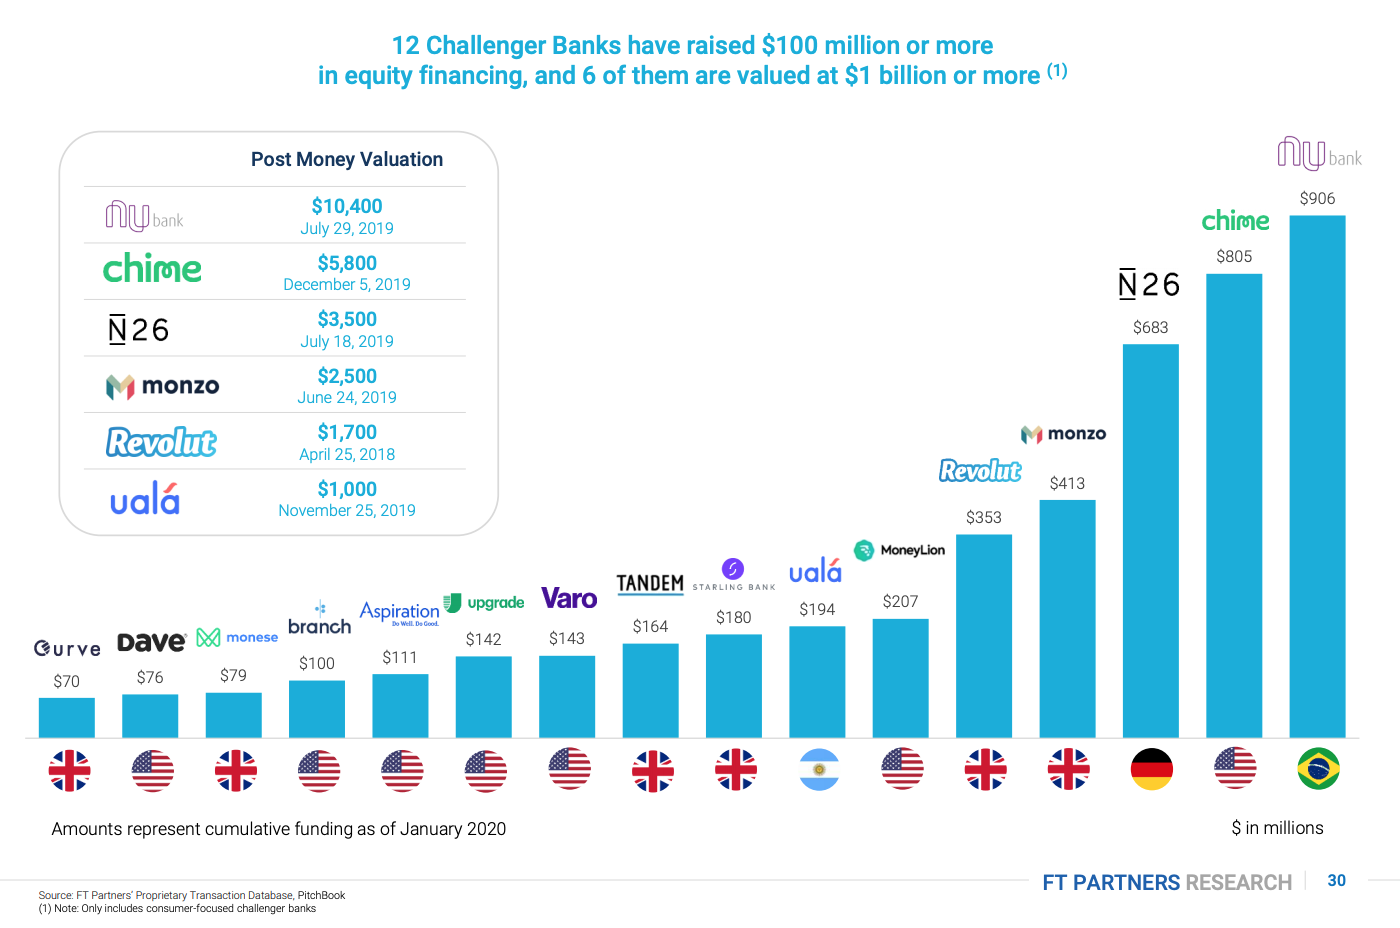 12 Challenger Banks have raised $100 million or more
in equity financing, and 6 of them are valued at $1 billion or more (1)
Post Money Valuation
nu bank
$10,400
July 29, 2019
chime
$5,800
December 5, 2019
N26
$3,500
July 18, 2019
monzo
$2,500
June 24, 2019
Revolut
$1,700
April 25, 2018
ualá
$1,000
November 25, 2019
Curve
$70
Dave
$76
monese
$79
branch
$100
Aspiration
Do Well. Do Good.
$111
upgrade
$142
Varo
$143
TANDEM
$164
STARLING BANK
$180
ualá
$194
MoneyLion
$207
Revolut
$353
monzo
$413
N26
$683
chime
$805
nu bank
$906
Amounts represent cumulative funding as of January 2020
$ in millions
Source: FT Partners' Proprietary Transaction Database, PitchBook
(1) Note: Only includes consumer-focused challenger banks
FT PARTNERS RESEARCH
30